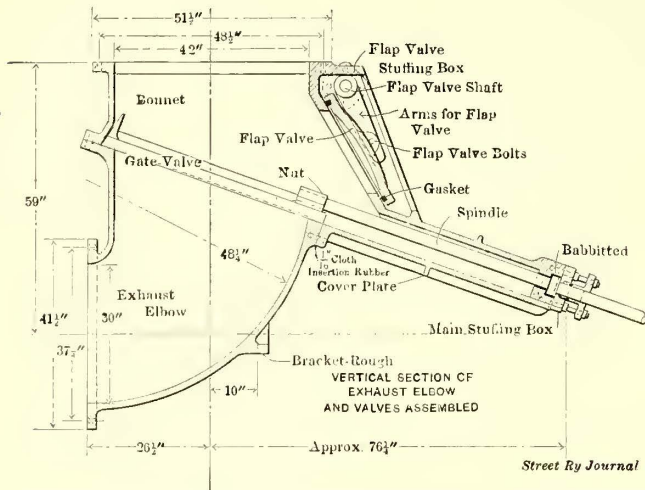 51½"
48½"
42"
Flap Valve
Stuffing Box
Flap Valve Shaft
Bonnet
Arms for Flap
Valve
Flap Valve
Flap Valve Bolts
Gate Valve
Nut
Gasket
Spindle
59"
48¼"
Babbitted
1/16" Cloth
Insertion Rubber
Cover Plate
Exhaust
Elbow
41½"
30"
Main Stuffing Box
Bracket-Rough
10"
VERTICAL SECTION OF
EXHAUST ELBOW
AND VALVES ASSEMBLED
26½"
Approx. 76¼"
Street Ry Journal